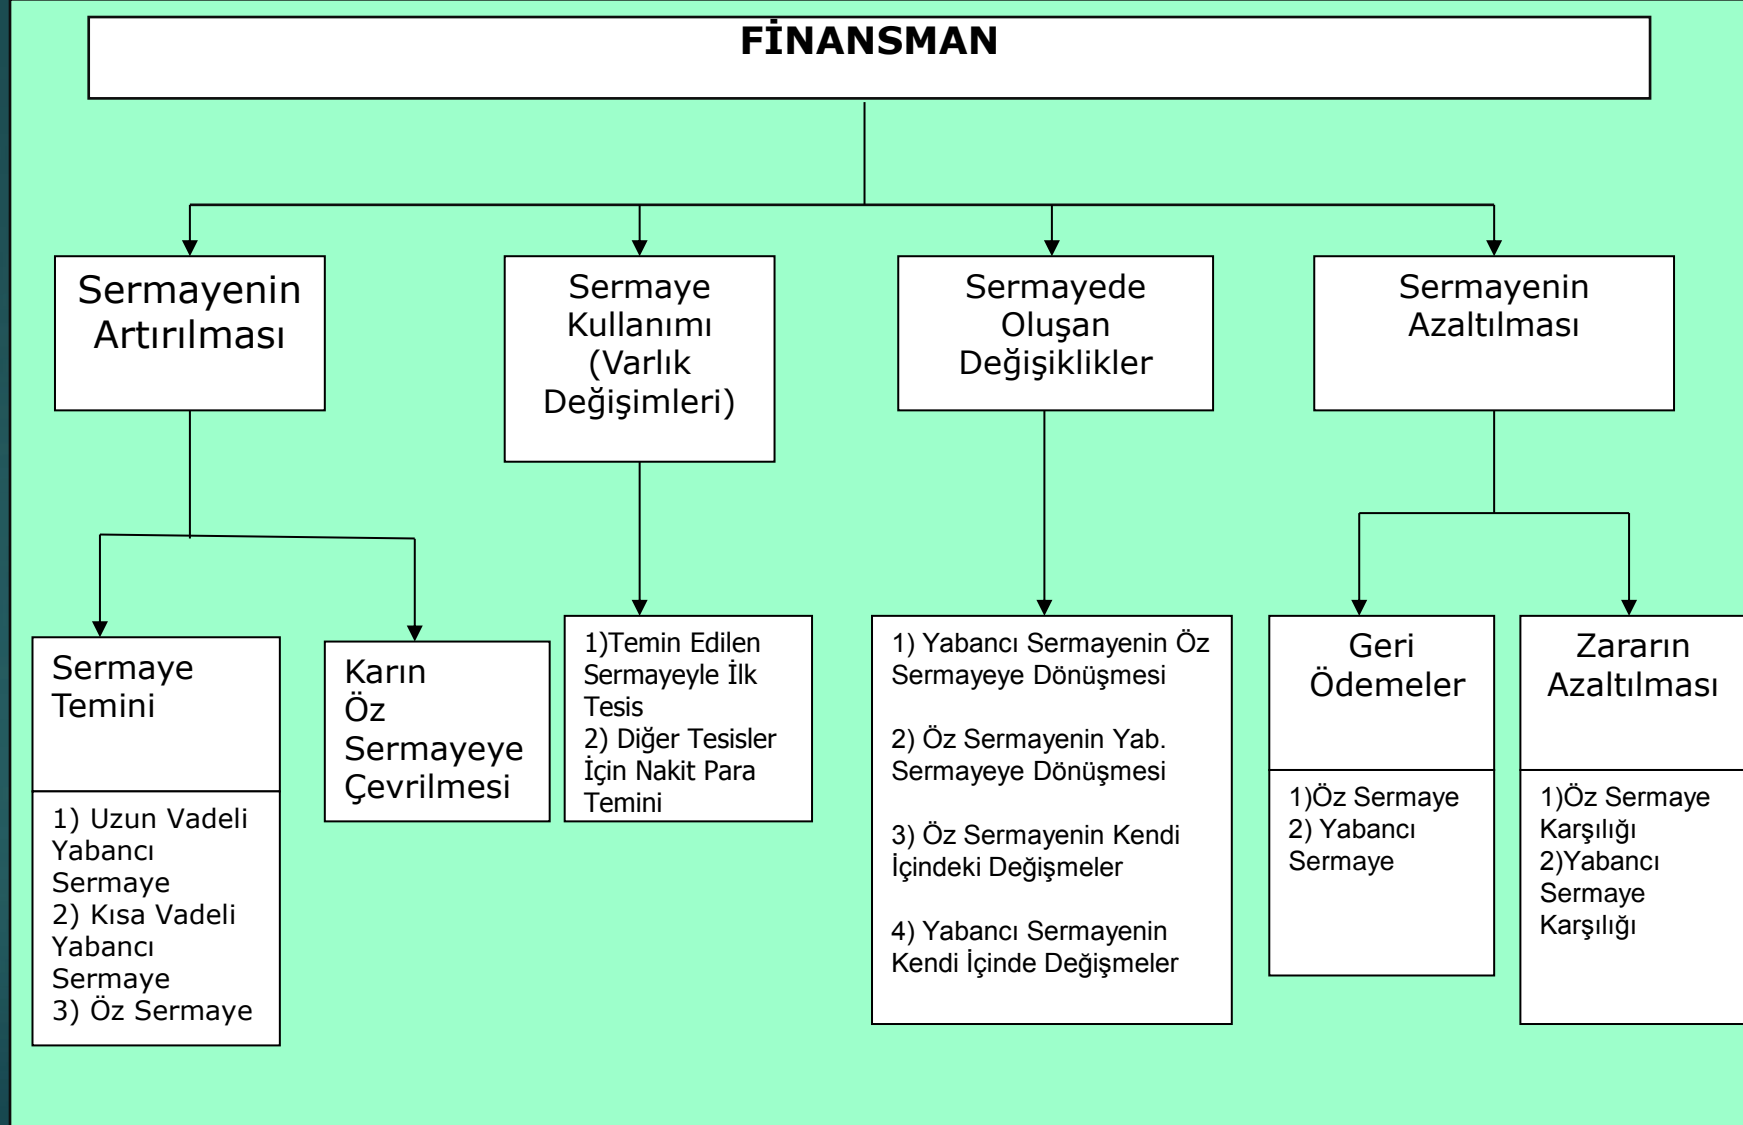 FİNANSMAN
Sermayenin
Artırılması
Sermaye
Kullanımı
(Varlık
Değişimleri)
Sermayede
Oluşan
Değişiklikler
Sermayenin
Azaltılması
Sermaye
Temini
1) Uzun Vadeli
Yabancı
Sermaye
2) Kısa Vadeli
Yabancı
Sermaye
3) Öz Sermaye
Karın
Öz
Sermayeye
Çevrilmesi
1)Temin Edilen
Sermayeyle İlk
Tesis
2) Diğer Tesisler
İçin Nakit Para
Temini
1) Yabancı Sermayenin Öz
Sermayeye Dönüşmesi
2) Öz Sermayenin Yab.
Sermayeye Dönüşmesi
3) Öz Sermayenin Kendi
İçindeki Değişmeler
4) Yabancı Sermayenin
Kendi İçinde Değişmeler
Geri
Ödemeler
1)Öz Sermaye
2) Yabancı
Sermaye
Zararın
Azaltılması
1)Öz Sermaye
Karşılığı
2)Yabancı
Sermaye
Karşılığı